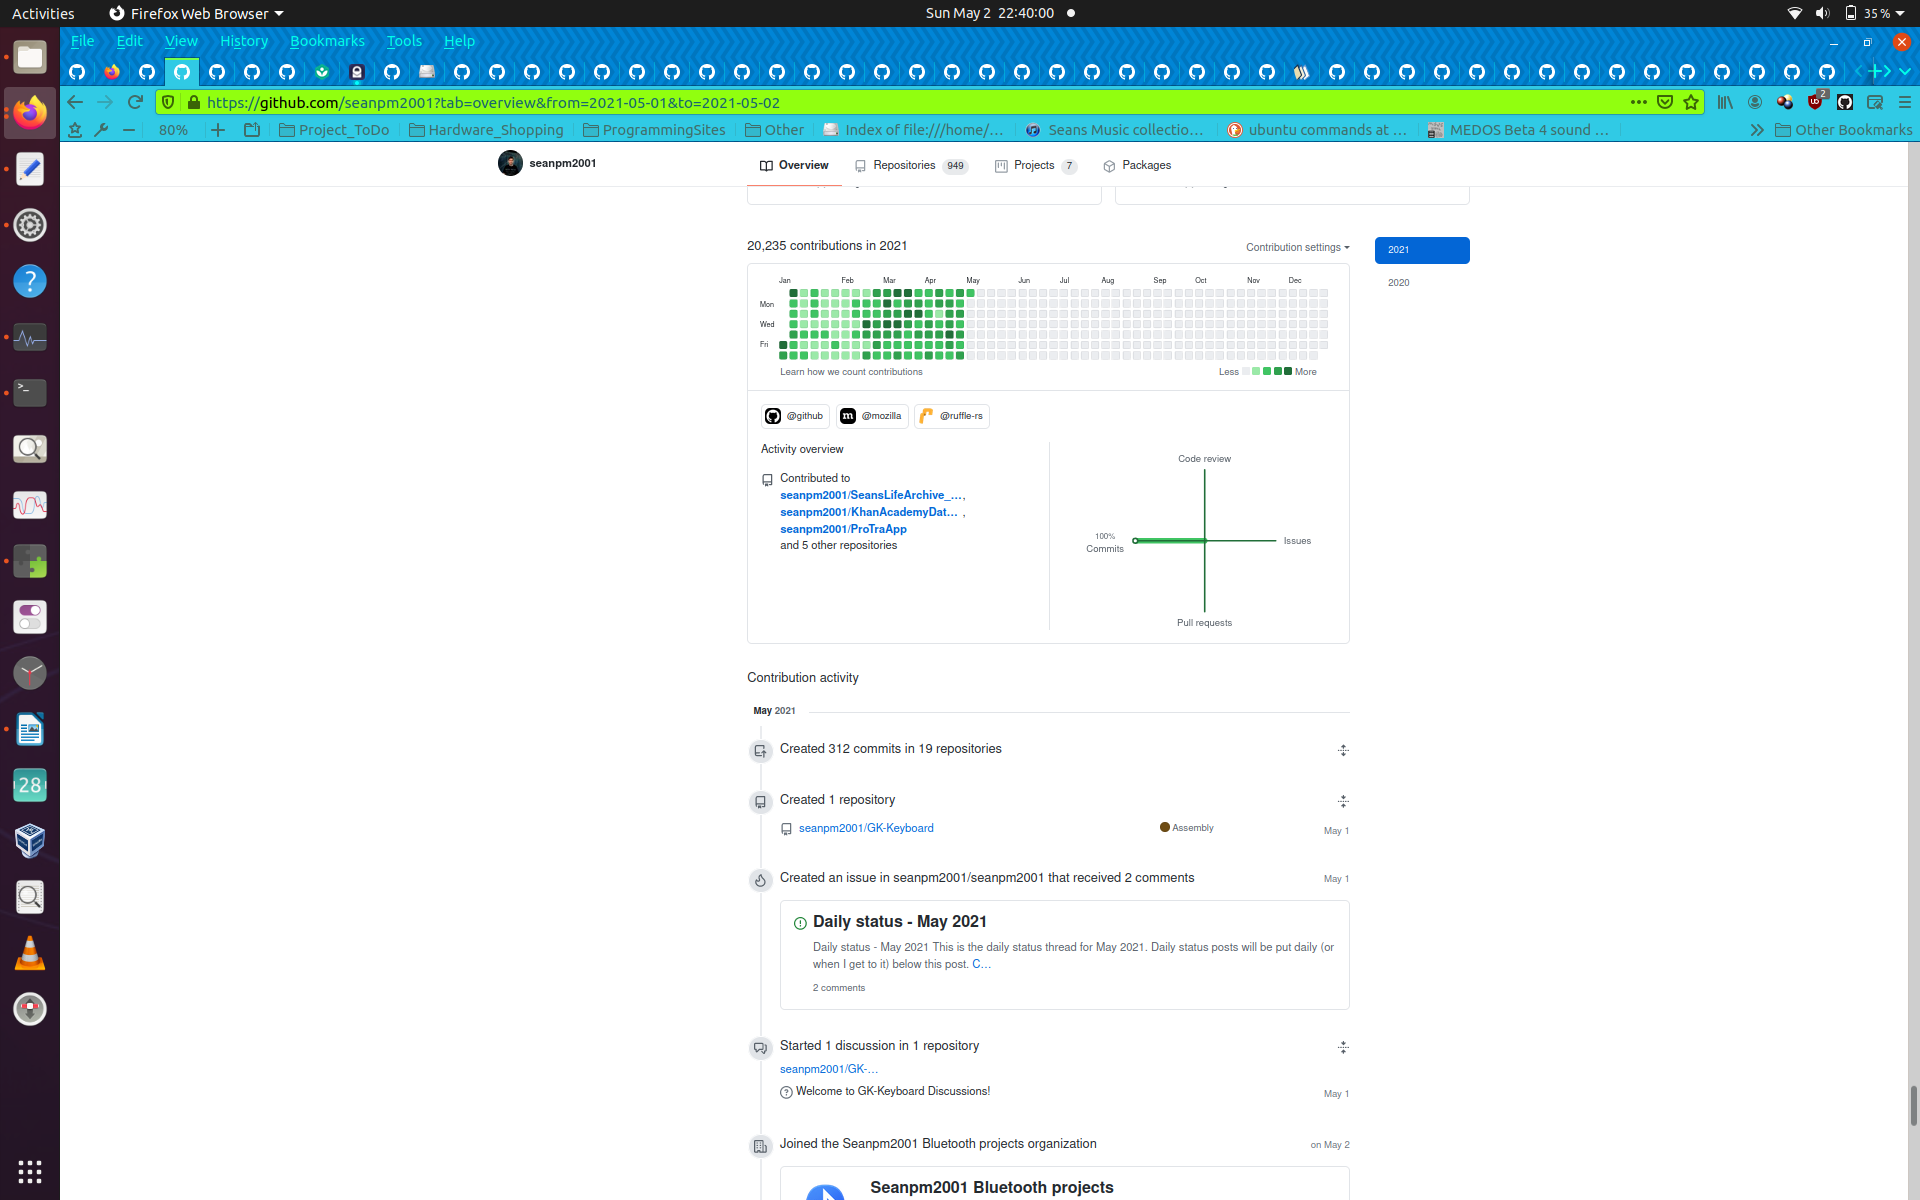 Activities
Firefox Web Browser
Sun May 2 22:40:00
35 %
File Edit View History Bookmarks Tools Help
https://github.com/seanpm2001?tab=overview&from=2021-05-01&to=2021-05-02
2
80%
Project_ToDo
Hardware_Shopping
ProgrammingSites
Other
Index of file:///home/...
Seans Music collectio...
ubuntu commands at ...
MEDOS Beta 4 sound ...
Other Bookmarks
seanpm2001
Overview
Repositories 949
Projects 7
Packages
20,235 contributions in 2021
Contribution settings
2021
2020
Jan Feb Mar Apr May Jun Jul Aug Sep Oct Nov Dec
Mon
Wed
Fri
Learn how we count contributions
Less More
@github
@mozilla
@ruffle-rs
Activity overview
Contributed to
seanpm2001/SeansLifeArchive_...,
seanpm2001/KhanAcademyDat... ,
seanpm2001/ProTraApp
and 5 other repositories
Code review
100%
Commits
Issues
Pull requests
Contribution activity
May 2021
Created 312 commits in 19 repositories
Created 1 repository
seanpm2001/GK-Keyboard
Assembly
May 1
Created an issue in seanpm2001/seanpm2001 that received 2 comments
May 1
Daily status - May 2021
Daily status - May 2021 This is the daily status thread for May 2021. Daily status posts will be put daily (or
when I get to it) below this post. C...
2 comments
Started 1 discussion in 1 repository
seanpm2001/GK-...
Welcome to GK-Keyboard Discussions!
May 1
Joined the Seanpm2001 Bluetooth projects organization
on May 2
Seanpm2001 Bluetooth projects
28